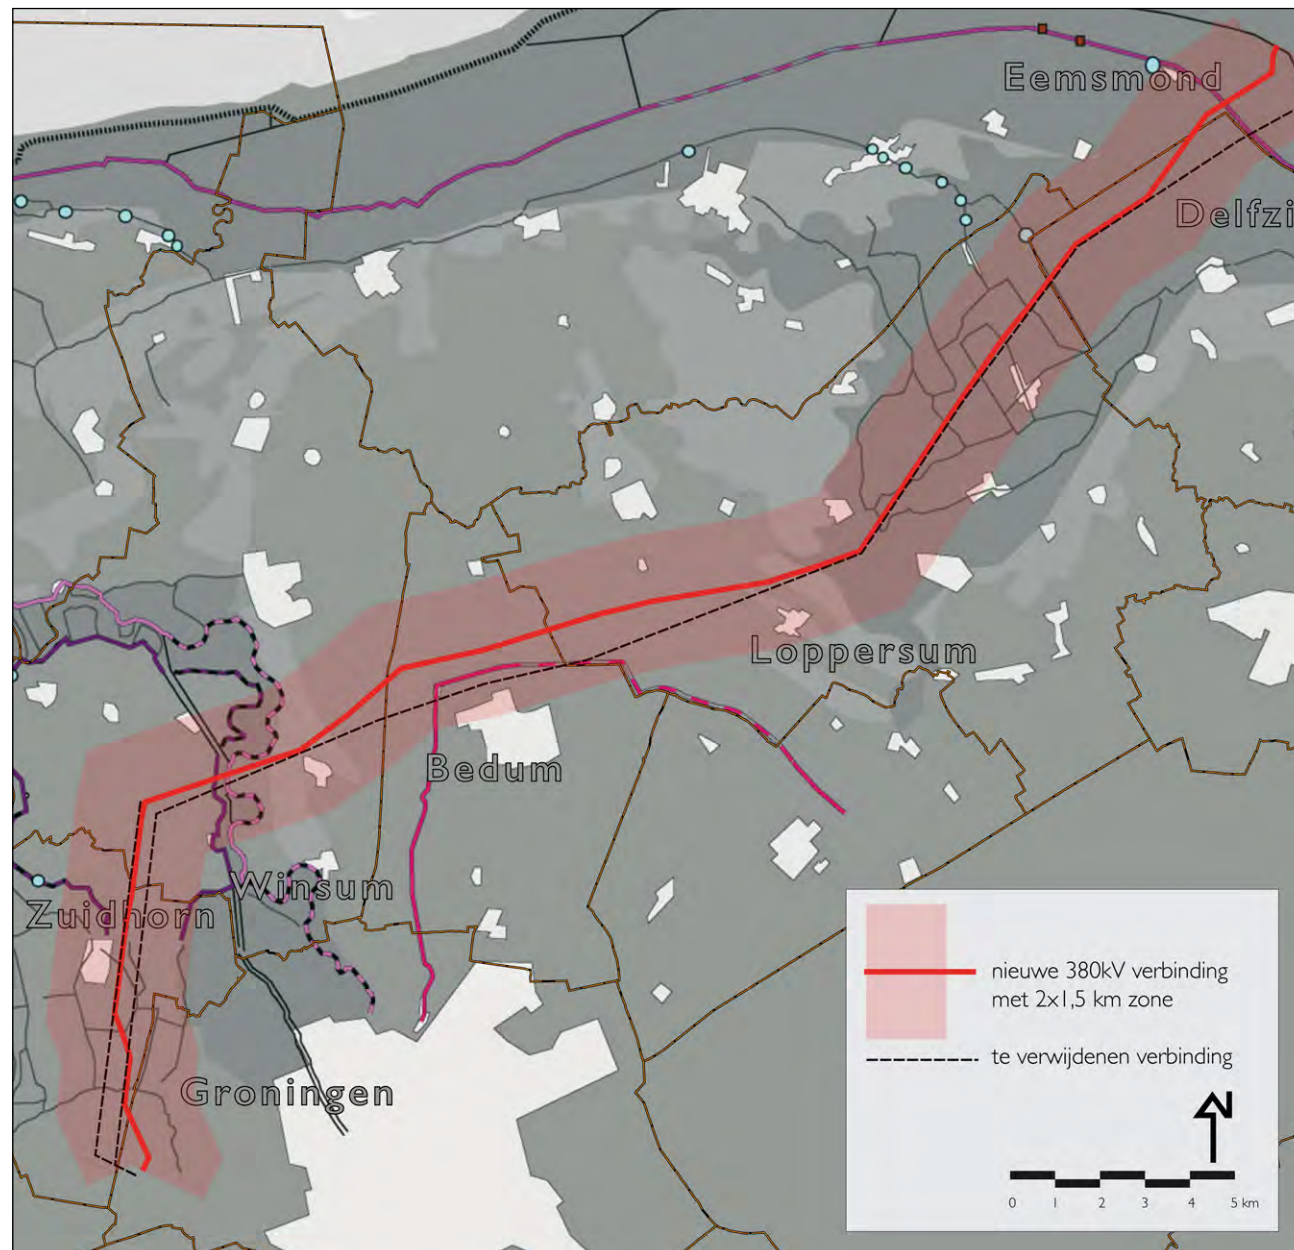 Eemsmond
Delfzi
Loppersum
Bedum
Winsum
Zuidhorn
Groningen
nieuwe 380kV verbinding
met 2x1,5 km zone
te verwijdenen verbinding
N
0 1 2 3 4 5 km